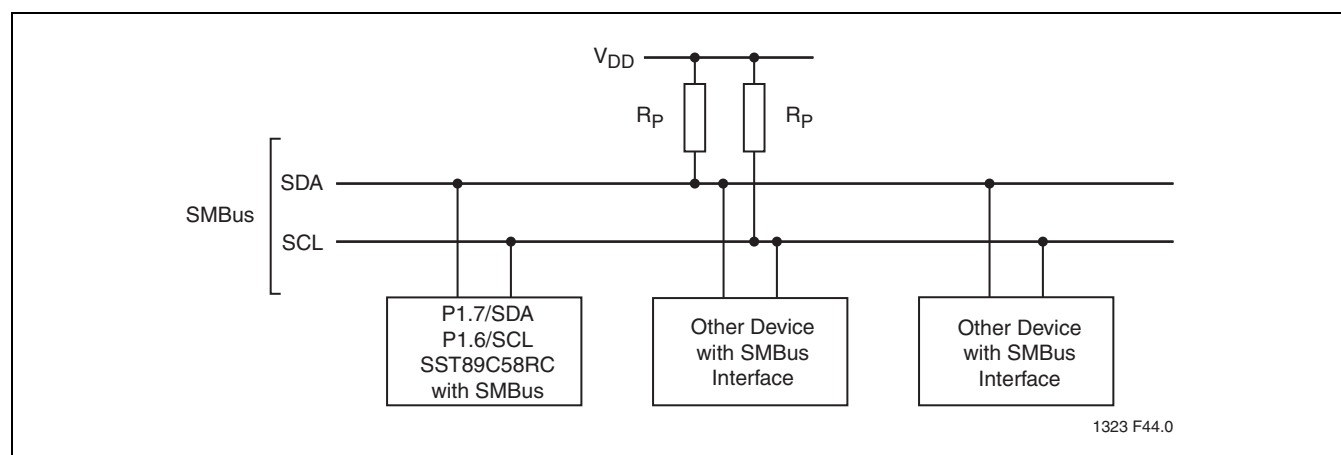 VDD
RP RP
SDA
SMBus
SCL
P1.7/SDA
P1.6/SCL
SST89C58RC
with SMBus
Other Device
with SMBus
Interface
Other Device
with SMBus
Interface
1323 F44.0